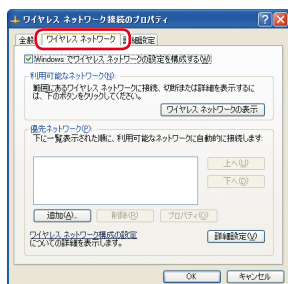 ワイヤレス ネットワーク接続のプロパティ
全般 ワイヤレス ネットワーク 詳細設定
Windows でワイヤレス ネットワークの設定を構成する(W)
利用可能なネットワーク(N):
範囲にあるワイヤレス ネットワークに接続、切断または詳細を表示するに
は、下のボタンをクリックしてください。
ワイヤレス ネットワークの表示
優先ネットワーク(P):
下に一覧表示された順に、利用可能なネットワークに自動的に接続します:
上へ(U)
下へ(D)
追加(A)... 削除(R) プロパティ(O)
ワイヤレス ネットワーク構成の設定
についての詳細を表示します。
詳細設定(V)
OK キャンセル